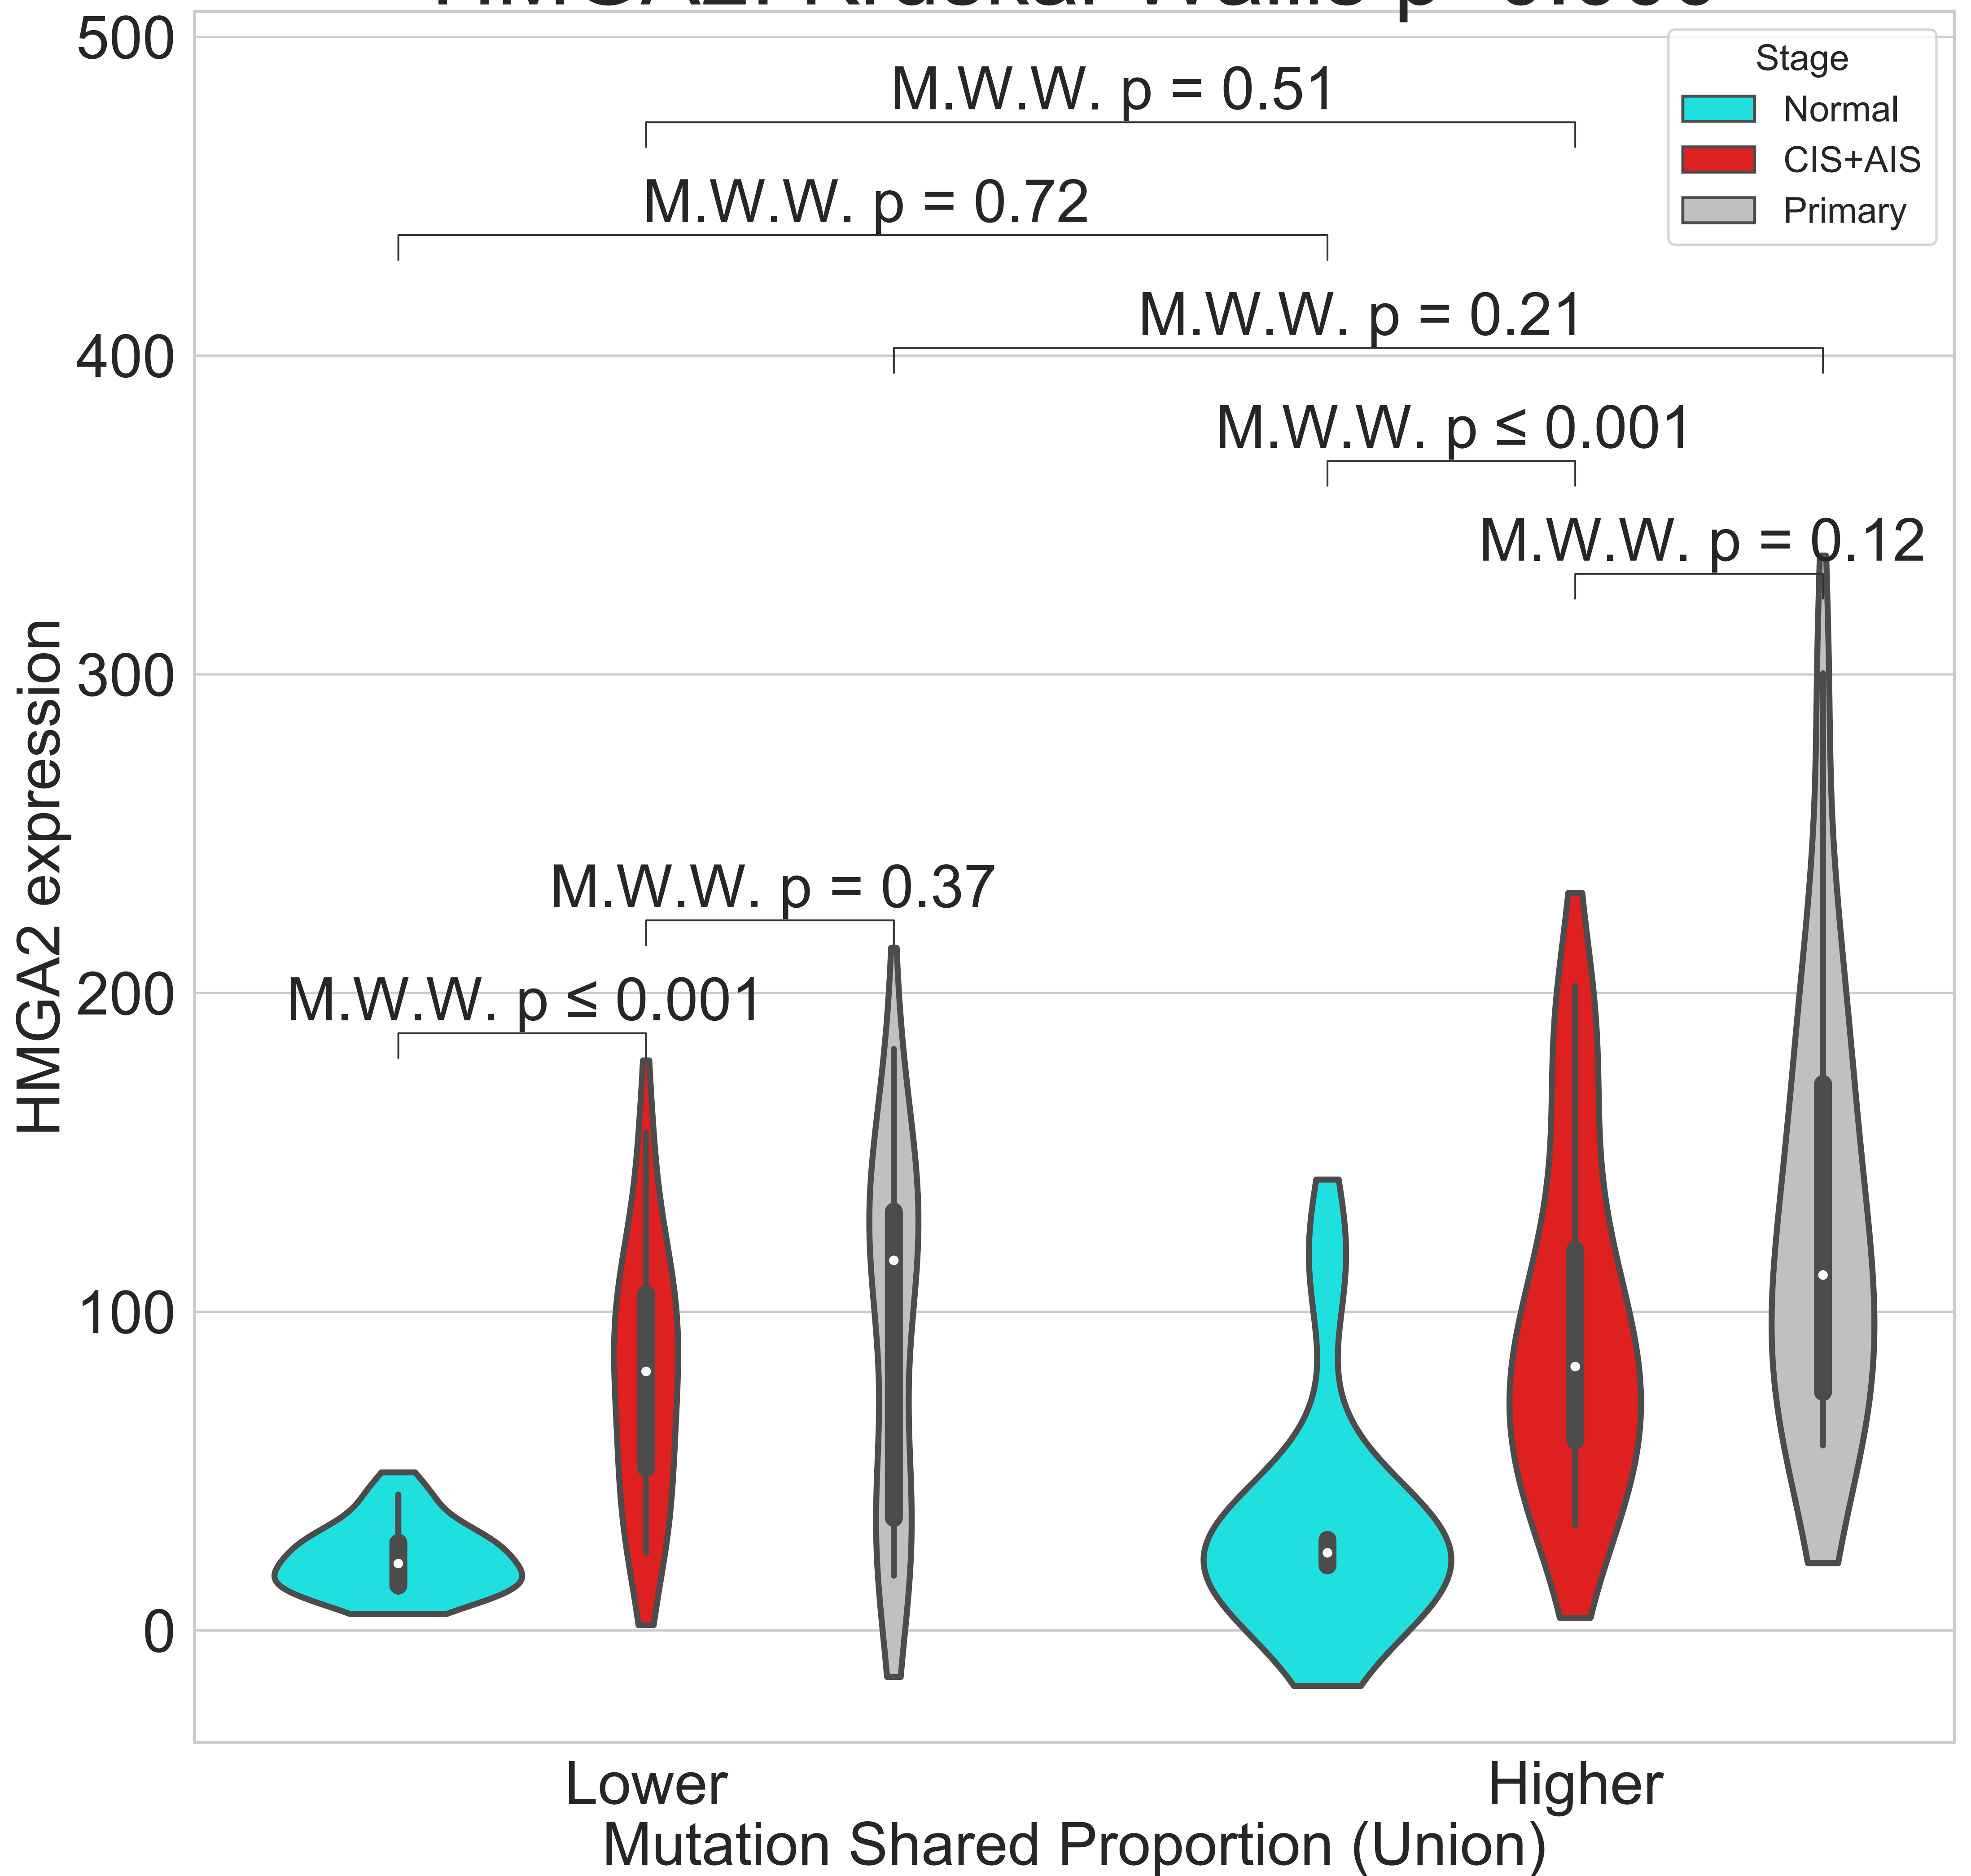 500
M.W.W. p = 0.51
Stage
Normal
CIS+AIS
Primary
M.W.W. p = 0.72
M.W.W. p = 0.21
400
M.W.W. p ≤ 0.001
M.W.W. p = 0.12
300
HMGA2 expression
M.W.W. p = 0.37
200
M.W.W. p ≤ 0.001
100
0
Lower
Higher
Mutation Shared Proportion (Union)